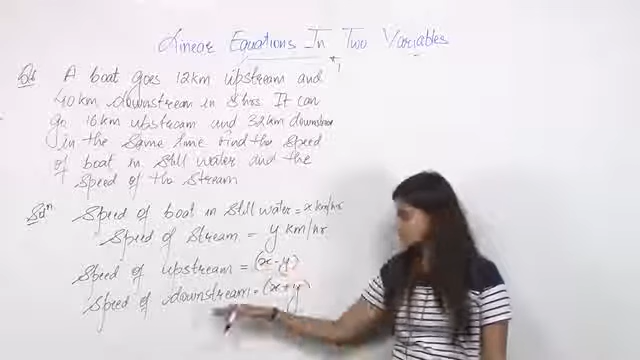 Linear Equations In Two Variables
Qs A boat goes 12km upstream and
40km downstream in 8hrs. It can
go 16km upstream and 32km downstream
in the same time. Find the speed
of boat in still water and the
speed of the stream
Solⁿ Speed of boat in still water = x km/hr
Speed of stream = y km/hr
Speed of upstream = (x-y)
Speed of downstream = (x+y)